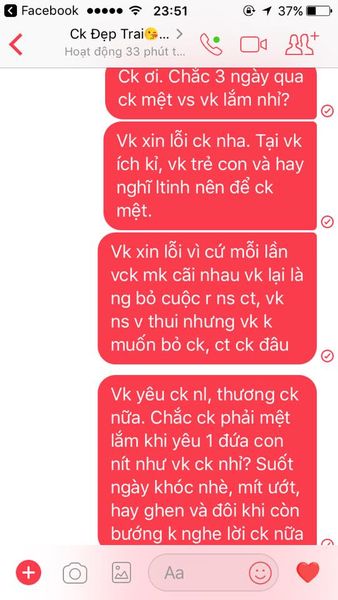 Facebook 23:51 37%
Ck Đẹp Trai😘...
Hoạt động 33 phút t...
Ck ơi. Chắc 3 ngày qua
ck mệt vs vk lắm nhỉ?
Vk xin lỗi ck nha. Tại vk
ích kỉ, vk trẻ con và hay
nghĩ ltinh nên để ck
mệt.
Vk xin lỗi vì cứ mỗi lần
vck mk cãi nhau vk lại là
ng bỏ cuộc r ns ct, vk
ns v thui nhưng vk k
muốn bỏ ck, ct ck đâu
Vk yêu ck nl, thương ck
nữa. Chắc ck phải mệt
lắm khi yêu 1 đứa con
nít như vk ck nhỉ? Suốt
ngày khóc nhè, mít ướt,
hay ghen và đôi khi còn
bướng k nghe lời ck nữa
Aa